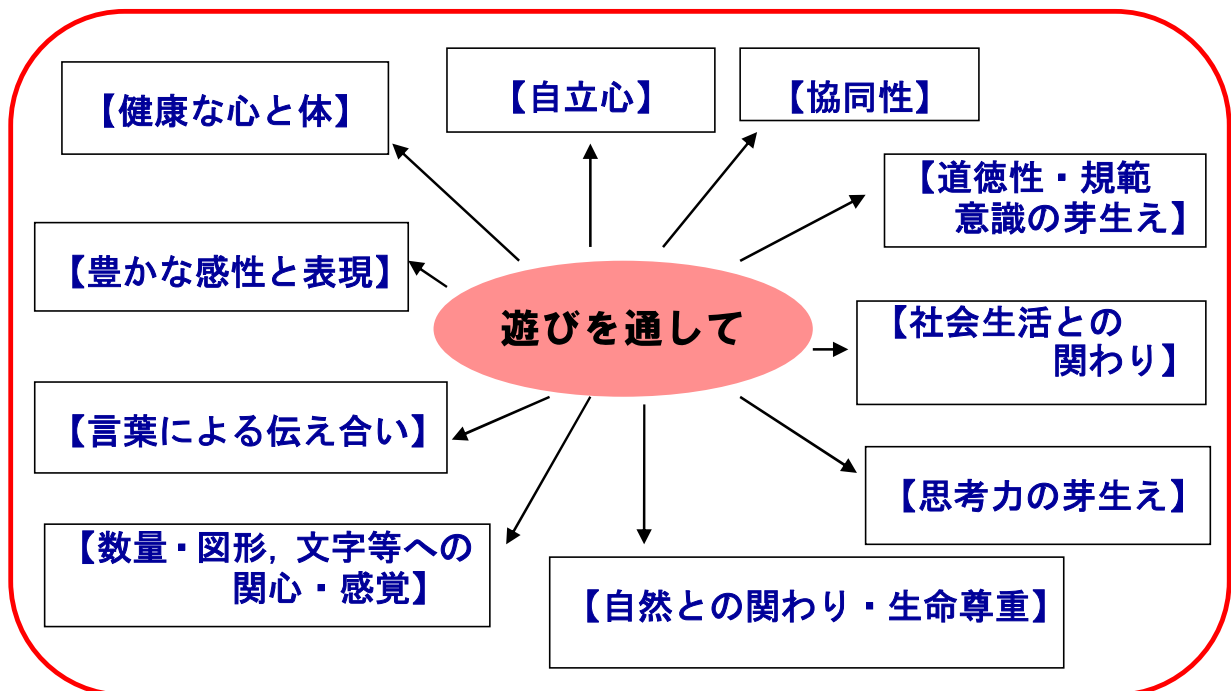 【健康な心と体】
【自立心】
【協同性】
【道徳性・規範
意識の芽生え】
【豊かな感性と表現】
遊びを通して
【社会生活との
関わり】
【言葉による伝え合い】
【思考力の芽生え】
【数量・図形, 文字等への
関心・感覚】
【自然との関わり・生命尊重】